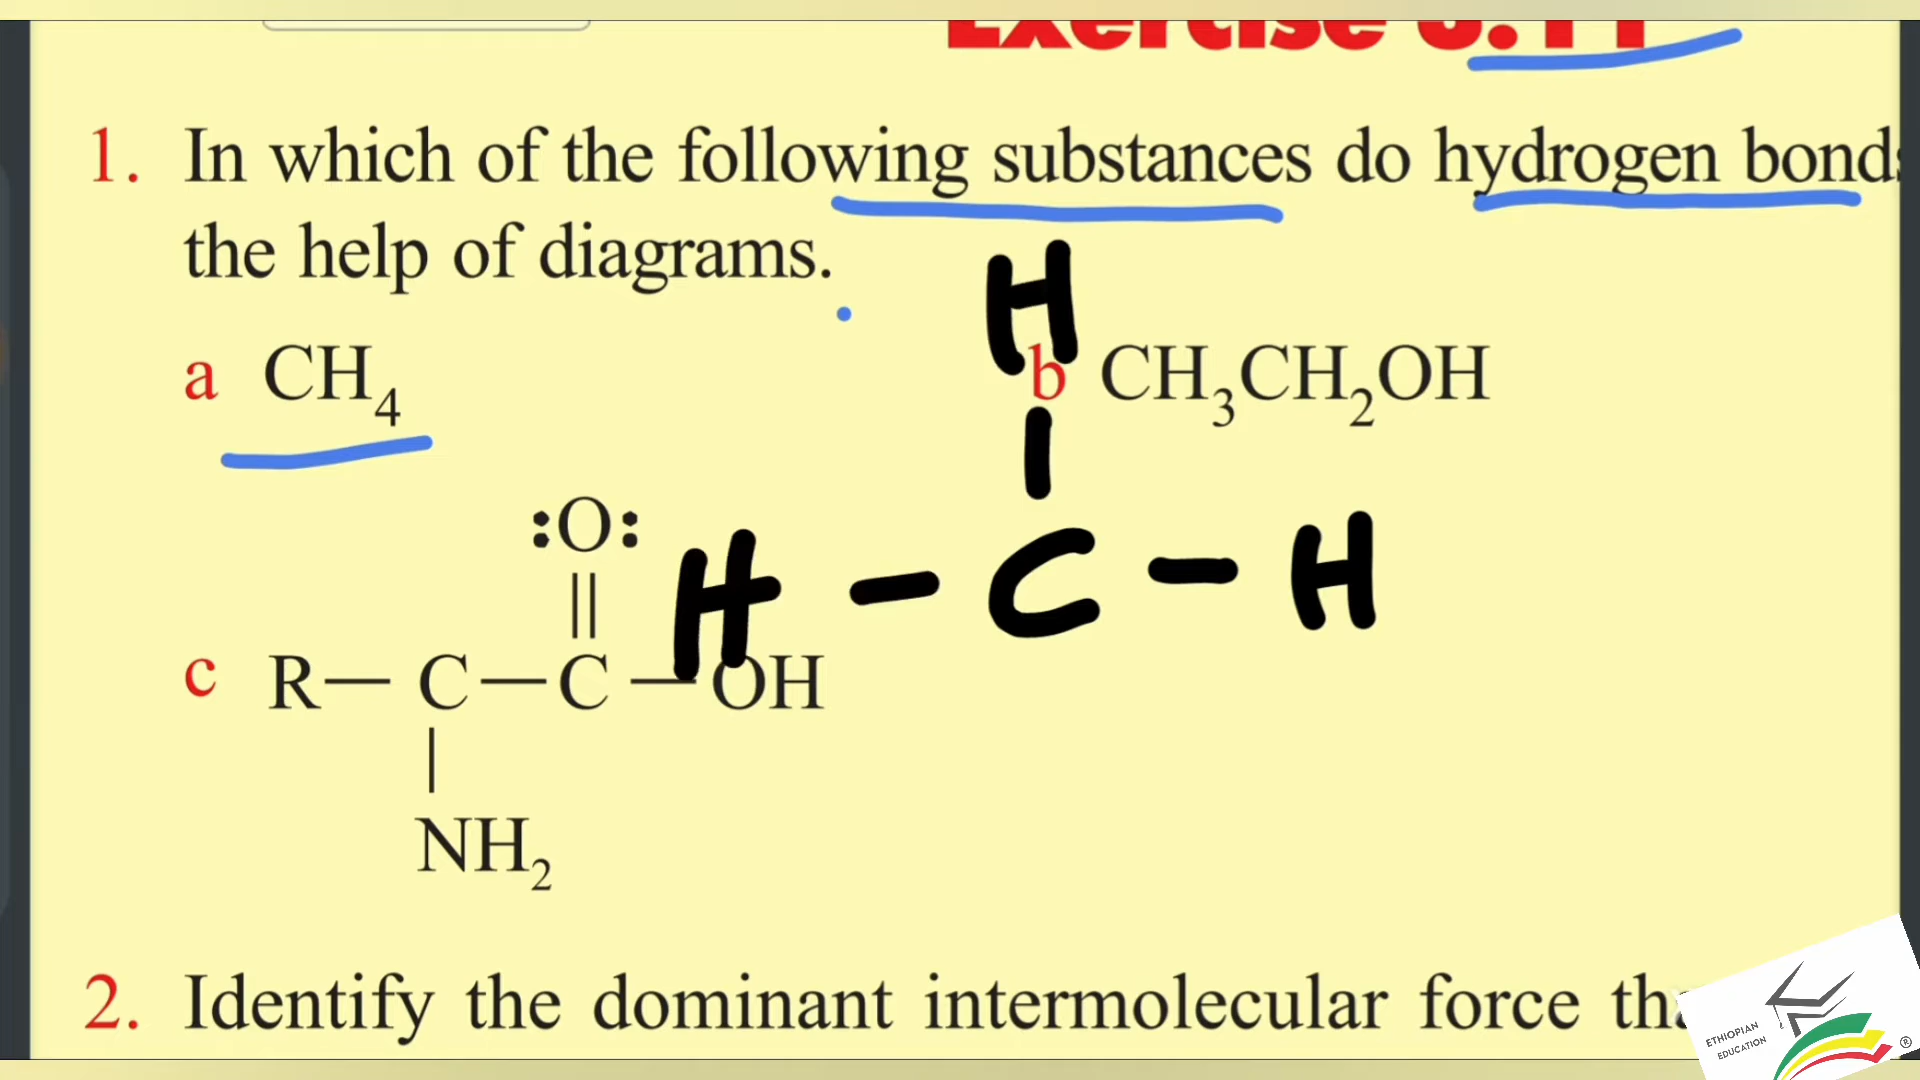 Exercise 3.11
1. In which of the following substances do hydrogen bonds
the help of diagrams.
H
a CH₄ b CH₃CH₂OH
:O:
H – C – H
c R— C —C —OH
NH₂
2. Identify the dominant intermolecular force tha
ETHIOPIAN
EDUCATION
®